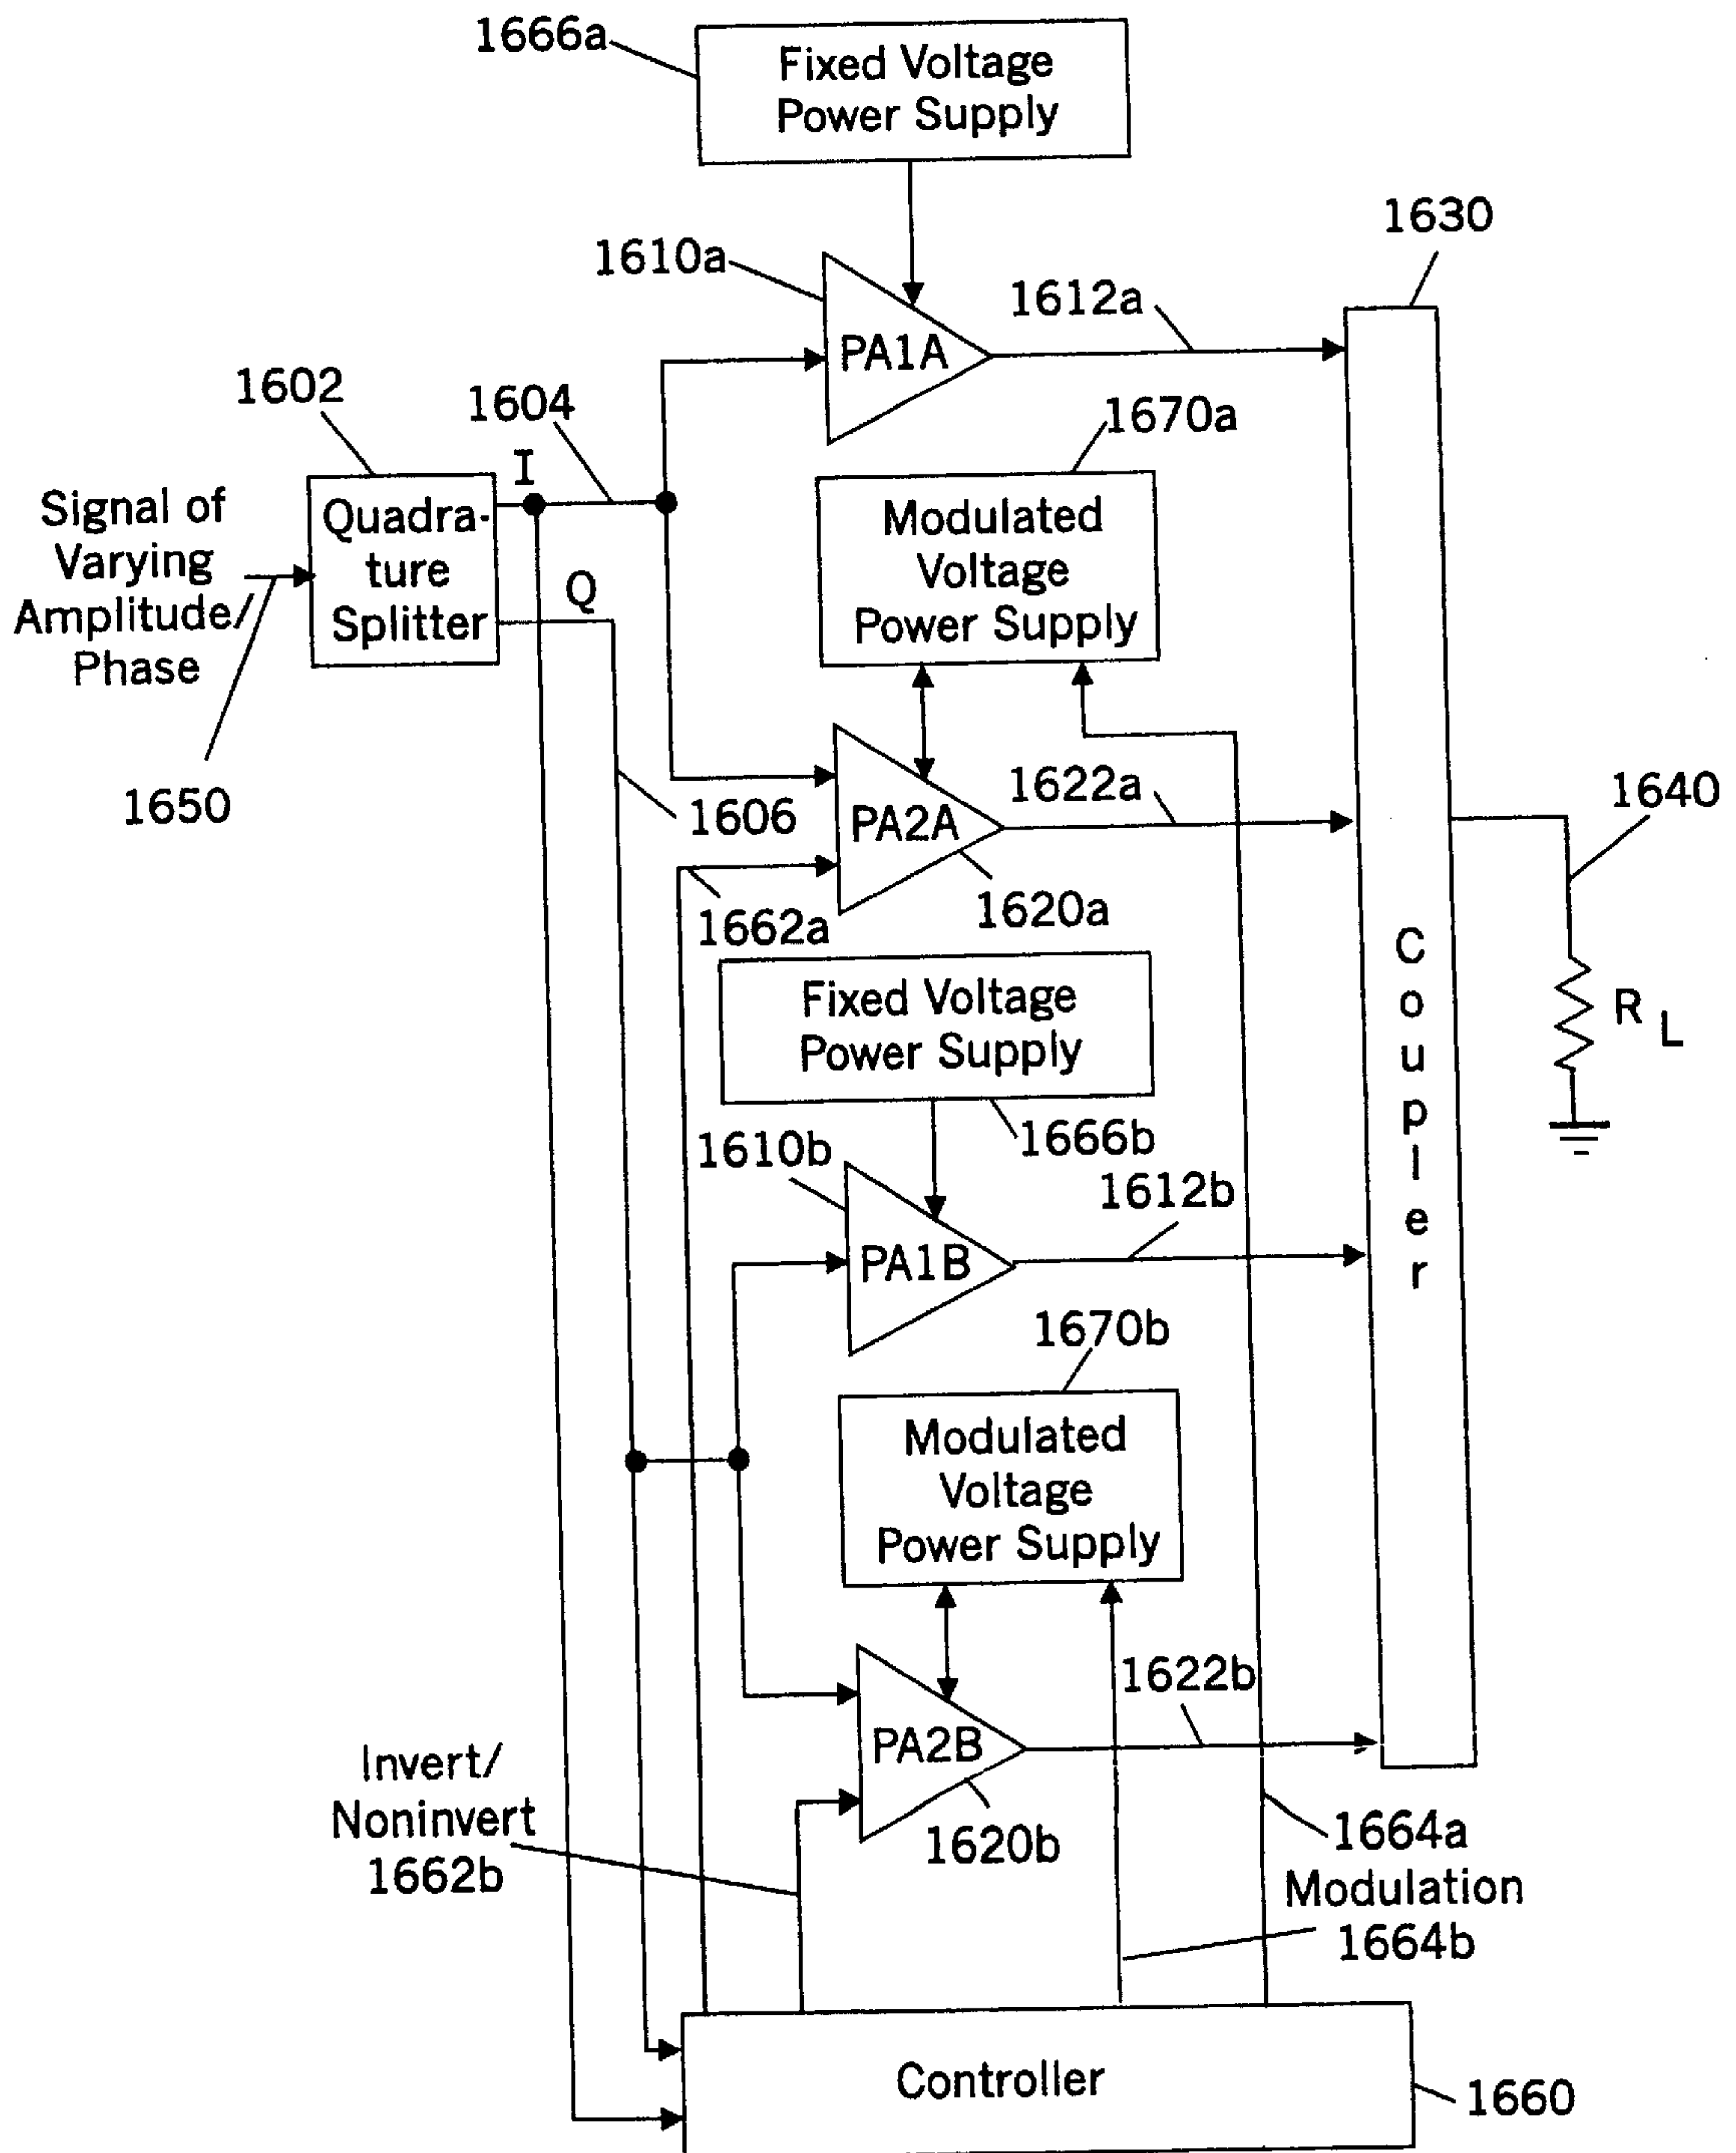 1666a
Fixed Voltage
Power Supply
1630
1610a
1612a
PA1A
1602
1604
1670a
I
Signal of
Varying
Amplitude/
Phase
Quadra-
ture
Splitter
Q
Modulated
Voltage
Power Supply
1650
1606
1622a
1640
PA2A
1662a
1620a
Fixed Voltage
Power Supply
Coupler
R L
1610b
1666b
1612b
PA1B
1670b
Modulated
Voltage
Power Supply
1622b
PA2B
Invert/
Noninvert
1662b
1620b
1664a
Modulation
1664b
Controller
1660